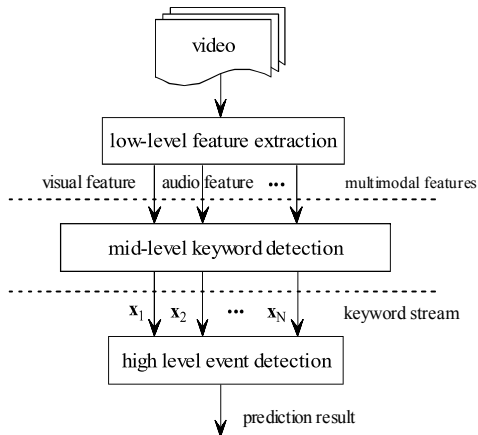 video
low-level feature extraction
visual feature audio feature ... multimodal features
mid-level keyword detection
x1 x2 ... xN keyword stream
high level event detection
prediction result